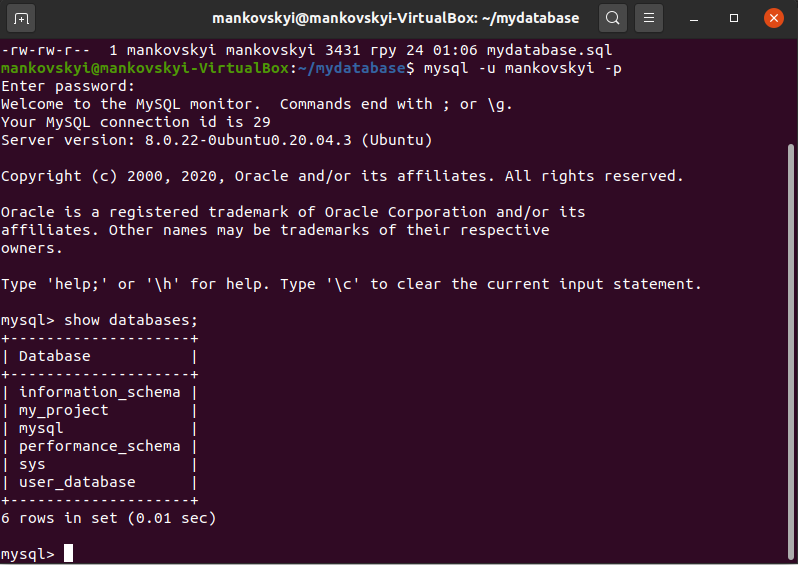 mankovskyi@mankovskyi-VirtualBox: ~/mydatabase
-rw-rw-r--  1 mankovskyi mankovskyi 3431 гру 24 01:06 mydatabase.sql
mankovskyi@mankovskyi-VirtualBox:~/mydatabase$ mysql -u mankovskyi -p
Enter password:
Welcome to the MySQL monitor.  Commands end with ; or \g.
Your MySQL connection id is 29
Server version: 8.0.22-0ubuntu0.20.04.3 (Ubuntu)

Copyright (c) 2000, 2020, Oracle and/or its affiliates. All rights reserved.

Oracle is a registered trademark of Oracle Corporation and/or its
affiliates. Other names may be trademarks of their respective
owners.

Type 'help;' or '\h' for help. Type '\c' to clear the current input statement.

mysql> show databases;
+--------------------+
| Database           |
+--------------------+
| information_schema |
| my_project         |
| mysql              |
| performance_schema |
| sys                |
| user_database      |
+--------------------+
6 rows in set (0.01 sec)

mysql>